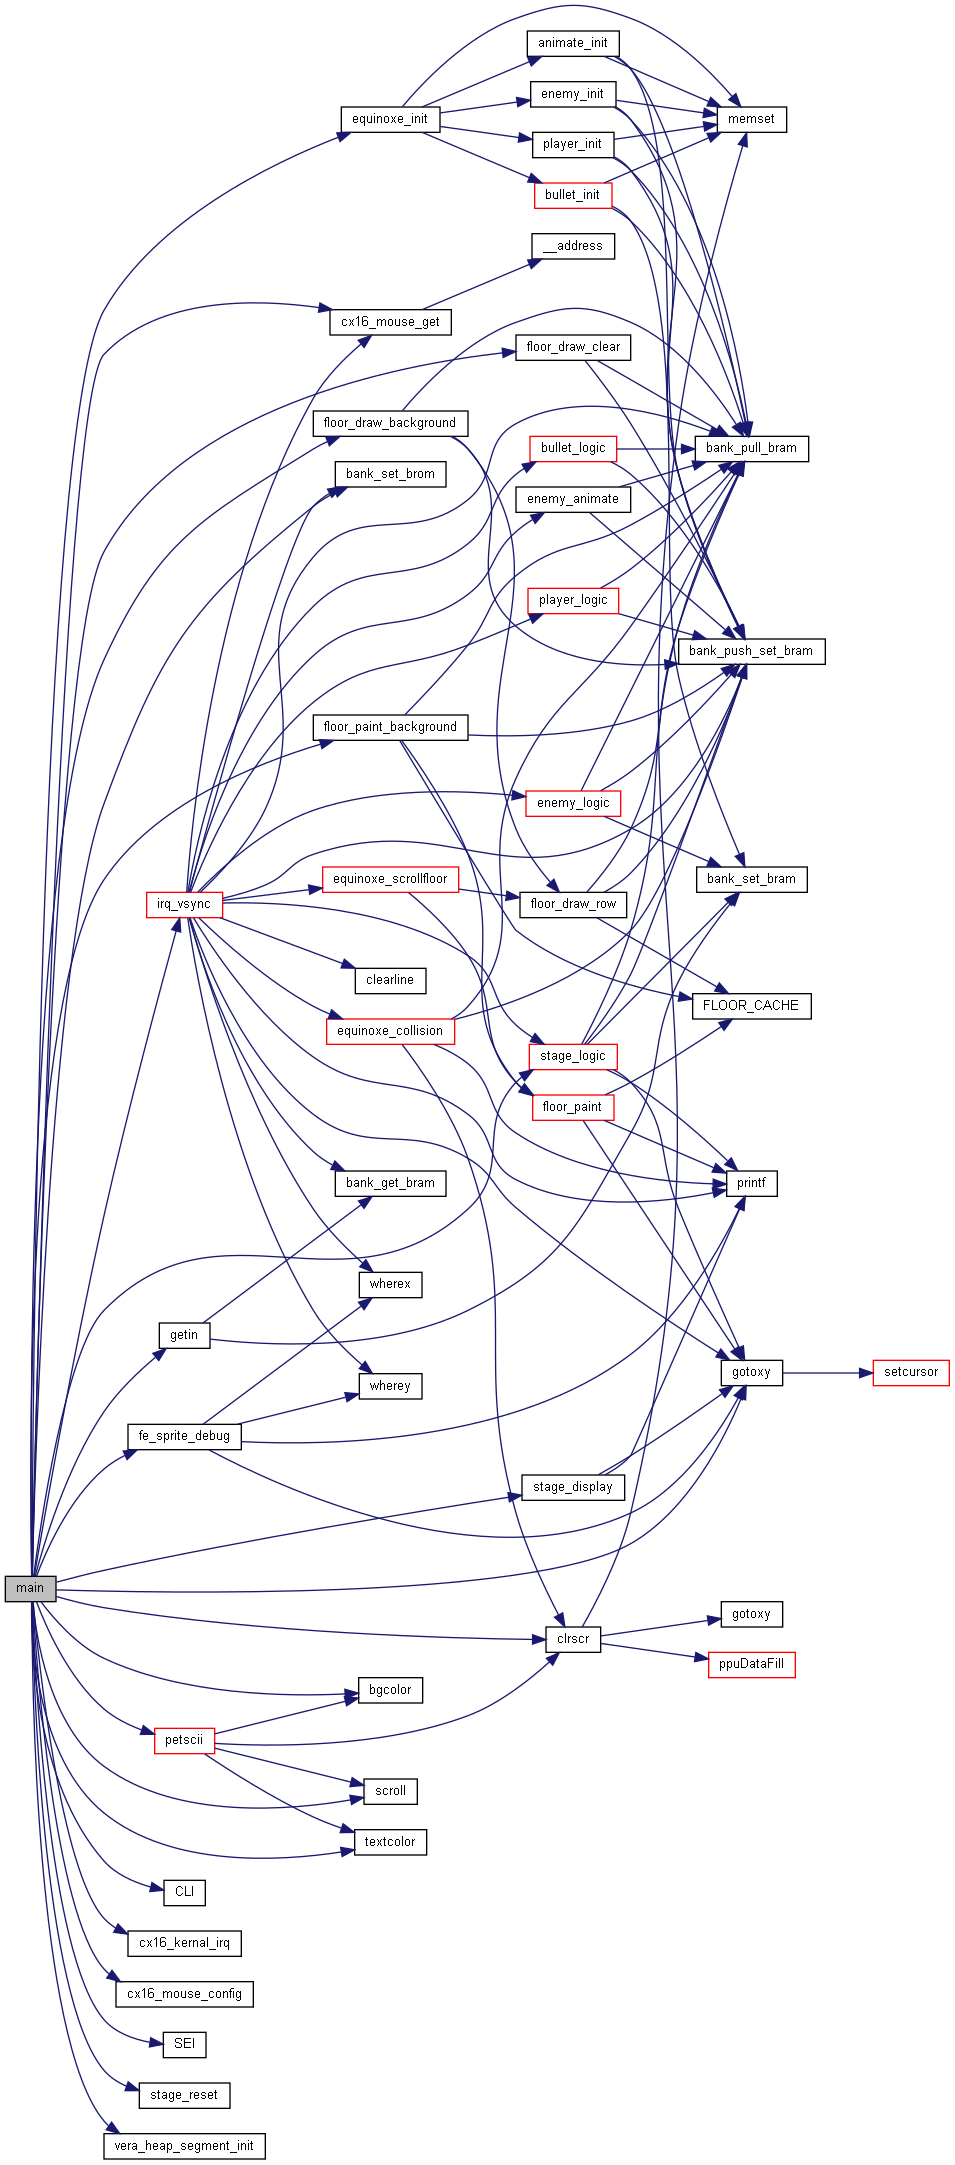 animate_init
enemy_init
equinoxe_init
memset
player_init
bullet_init
__address
cx16_mouse_get
floor_draw_clear
floor_draw_background
bullet_logic
bank_pull_bram
bank_set_brom
enemy_animate
player_logic
bank_push_set_bram
floor_paint_background
enemy_logic
equinoxe_scrollfloor
bank_set_bram
irq_vsync
floor_draw_row
clearline
FLOOR_CACHE
equinoxe_collision
stage_logic
floor_paint
bank_get_bram
printf
wherex
getin
gotoxy
setcursor
wherey
fe_sprite_debug
stage_display
main
gotoxy
clrscr
ppuDataFill
bgcolor
petscii
scroll
textcolor
CLI
cx16_kernal_irq
cx16_mouse_config
SEI
stage_reset
vera_heap_segment_init